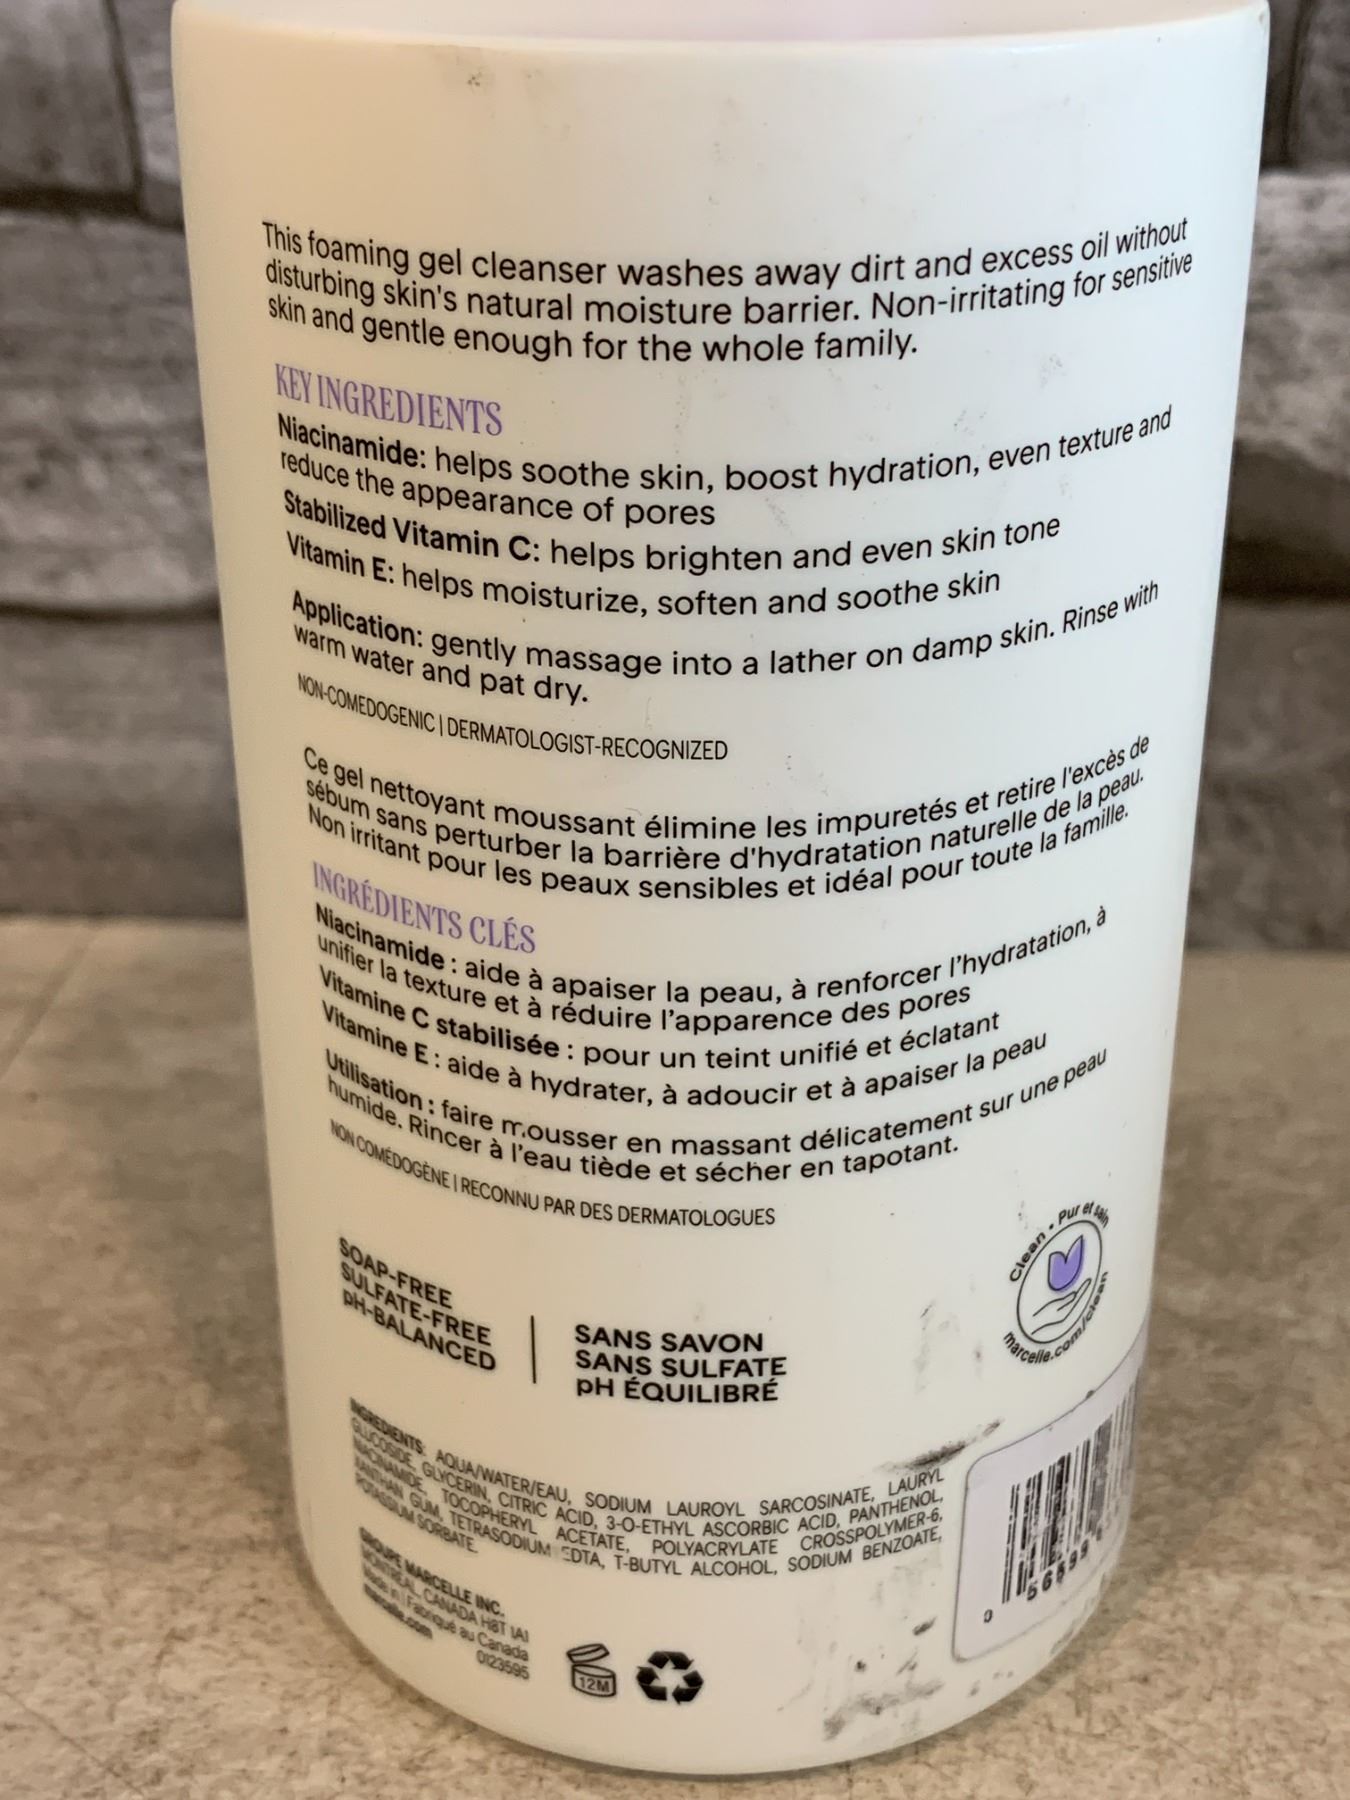 This foaming gel cleanser washes away dirt and excess oil without
disturbing skin's natural moisture barrier. Non-irritating for sensitive
skin and gentle enough for the whole family.
KEY INGREDIENTS
Niacinamide: helps soothe skin, boost hydration, even texture and
reduce the appearance of pores
Stabilized Vitamin C: helps brighten and even skin tone
Vitamin E: helps moisturize, soften and soothe skin
Application: gently massage into a lather on damp skin. Rinse with
warm water and pat dry.
NON-COMEDOGENIC | DERMATOLOGIST-RECOGNIZED
Ce gel nettoyant moussant élimine les impuretés et retire l'excès de
sébum sans perturber la barrière d'hydratation naturelle de la peau.
Non irritant pour les peaux sensibles et idéal pour toute la famille.
INGRÉDIENTS CLÉS
Niacinamide : aide à apaiser la peau, à renforcer l'hydratation, à
unifier la texture et à réduire l'apparence des pores
Vitamine C stabilisée : pour un teint unifié et éclatant
Vitamine E : aide à hydrater, à adoucir et à apaiser la peau
Utilisation : faire mousser en massant délicatement sur une peau
humide. Rincer à l'eau tiède et sécher en tapotant.
NON COMÉDOGÈNE | RECONNU PAR DES DERMATOLOGUES
Clean • Pur et sain
marcelle.com/clean
SOAP-FREE
SULFATE-FREE
pH-BALANCED
SANS SAVON
SANS SULFATE
pH ÉQUILIBRÉ
INGREDIENTS: AQUA/WATER/EAU, SODIUM LAUROYL SARCOSINATE, LAURYL
GLUCOSIDE, GLYCERIN, CITRIC ACID, 3-O-ETHYL ASCORBIC ACID, PANTHENOL,
NIACINAMIDE, TOCOPHERYL ACETATE, POLYACRYLATE CROSSPOLYMER-6,
XANTHAN GUM, TETRASODIUM EDTA, T-BUTYL ALCOHOL, SODIUM BENZOATE,
POTASSIUM SORBATE.
GROUPE MARCELLE INC.
MONTRÉAL, CANADA H8T 1A1
Made in | Fabriqué au Canada
marcelle.com
0123595
12M
0 56599